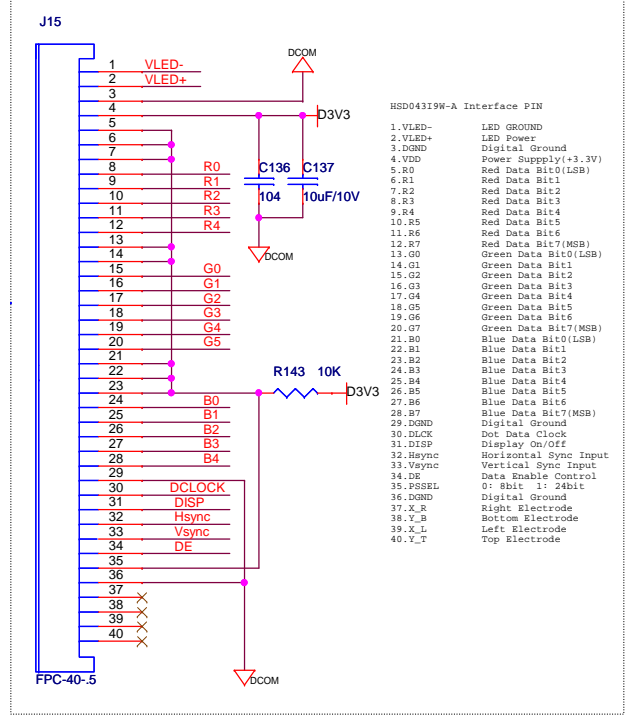 J15
1 VLED-
2 VLED+
3
4
5
6
7
8 R0
9 R1
10 R2
11 R3
12 R4
13
14
15 G0
16 G1
17 G2
18 G3
19 G4
20 G5
21
22
23
24 B0
25 B1
26 B2
27 B3
28 B4
29
30 DCLOCK
31 DISP
32 Hsync
33 Vsync
34 DE
35
36
37
38
39
40
FPC-40-.5
DCOM
D3V3
C136
104
C137
10uF/10V
DCOM
R143 10K
D3V3
DCOM
HSD043I9W-A Interface PIN
1.VLED- LED GROUND
2.VLED+ LED Power
3.DGND Digital Ground
4.VDD Power Suppply(+3.3V)
5.R0 Red Data Bit0(LSB)
6.R1 Red Data Bit1
7.R2 Red Data Bit2
8.R3 Red Data Bit3
9.R4 Red Data Bit4
10.R5 Red Data Bit5
11.R6 Red Data Bit6
12.R7 Red Data Bit7(MSB)
13.G0 Green Data Bit0(LSB)
14.G1 Green Data Bit1
15.G2 Green Data Bit2
16.G3 Green Data Bit3
17.G4 Green Data Bit4
18.G5 Green Data Bit5
19.G6 Green Data Bit6
20.G7 Green Data Bit7(MSB)
21.B0 Blue Data Bit0(LSB)
22.B1 Blue Data Bit1
23.B2 Blue Data Bit2
24.B3 Blue Data Bit3
25.B4 Blue Data Bit4
26.B5 Blue Data Bit5
27.B6 Blue Data Bit6
28.B7 Blue Data Bit7(MSB)
29.DGND Digital Ground
30.DLCK Dot Data Clock
31.DISP Display On/Off
32.Hsync Horizontal Sync Input
33.Vsync Vertical Sync Input
34.DE Data Enable Control
35.PSSEL 0: 8bit 1: 24bit
36.DGND Digital Ground
37.X_R Right Electrode
38.Y_B Bottom Electrode
39.X_L Left Electrode
40.Y_T Top Electrode